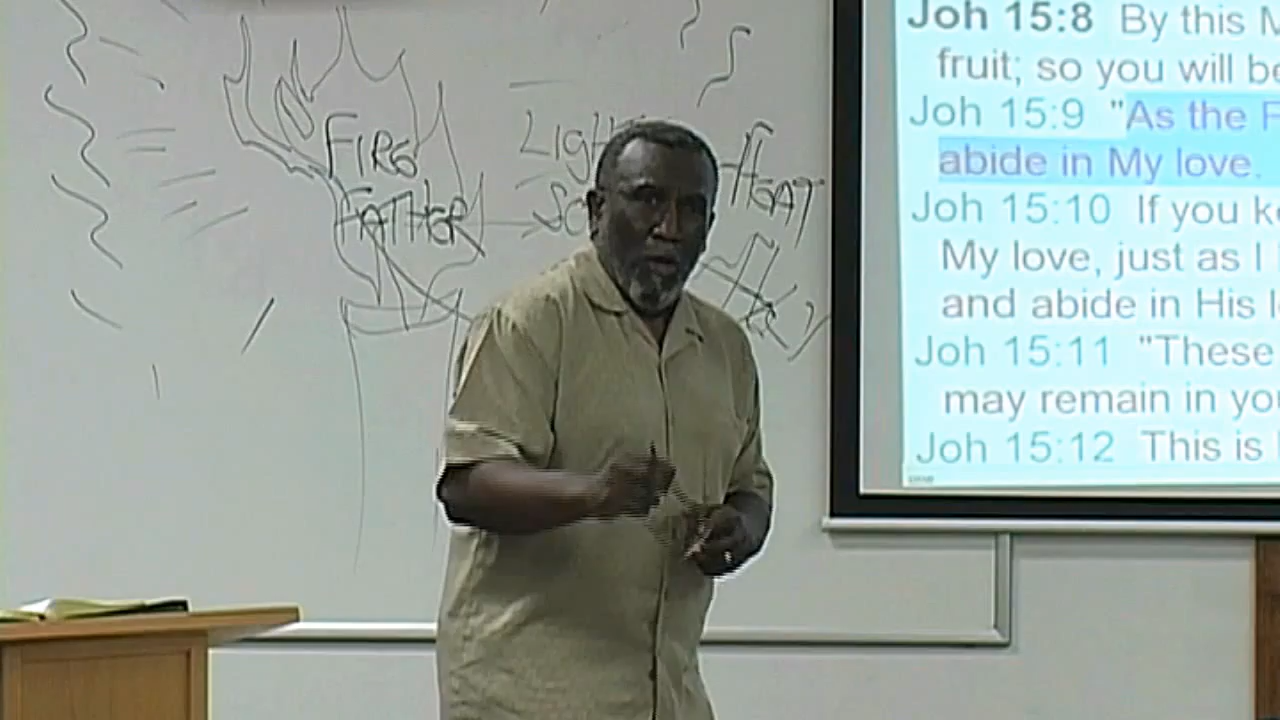 FIRE
FATHER
Light
HEAT
Joh 15:8 By this M
fruit; so you will be
Joh 15:9 "As the F
abide in My love.
Joh 15:10 If you k
My love, just as I
and abide in His l
Joh 15:11 "These
may remain in yo
Joh 15:12 This is